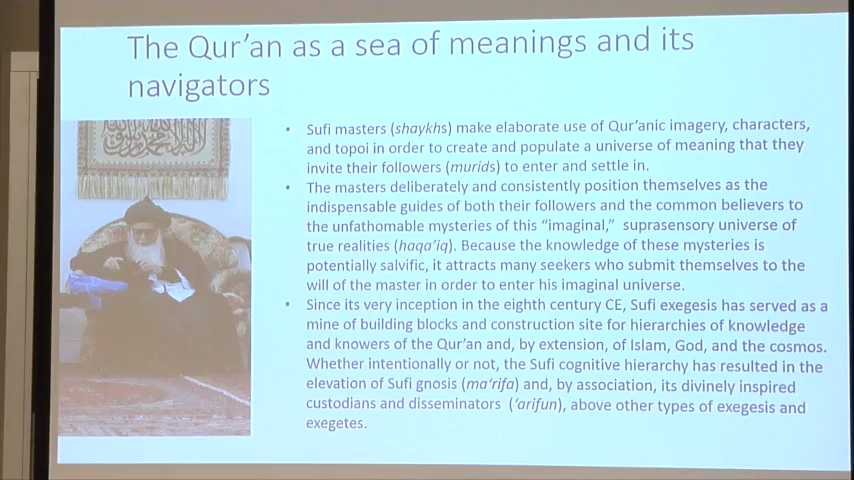 The Qur'an as a sea of meanings and its
navigators
• Sufi masters (shaykhs) make elaborate use of Qur'anic imagery, characters,
and topoi in order to create and populate a universe of meaning that they
invite their followers (murids) to enter and settle in.
• The masters deliberately and consistently position themselves as the
indispensable guides of both their followers and the common believers to
the unfathomable mysteries of this “imaginal,” suprasensory universe of
true realities (haqa'iq). Because the knowledge of these mysteries is
potentially salvific, it attracts many seekers who submit themselves to the
will of the master in order to enter his imaginal universe.
• Since its very inception in the eighth century CE, Sufi exegesis has served as a
mine of building blocks and construction site for hierarchies of knowledge
and knowers of the Qur'an and, by extension, of Islam, God, and the cosmos.
Whether intentionally or not, the Sufi cognitive hierarchy has resulted in the
elevation of Sufi gnosis (ma‘rifa) and, by association, its divinely inspired
custodians and disseminators (‘arifun), above other types of exegesis and
exegetes.